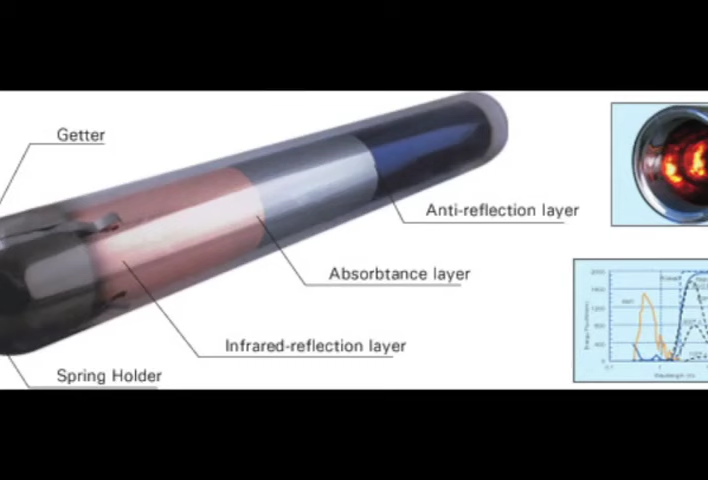 Getter
Anti-reflection layer
Absorbtance layer
Infrared-reflection layer
Spring Holder